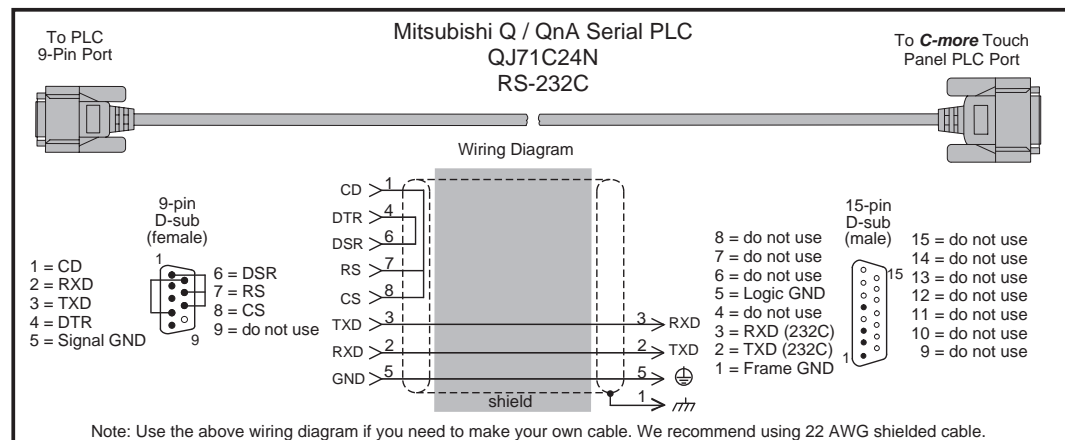 To PLC
9-Pin Port
Mitsubishi Q / QnA Serial PLC
QJ71C24N
RS-232C
To C-more Touch
Panel PLC Port
Wiring Diagram
9-pin
D-sub
(female)
1
9
1 = CD
2 = RXD
3 = TXD
4 = DTR
5 = Signal GND
6 = DSR
7 = RS
8 = CS
9 = do not use
CD 1
DTR 4
DSR 6
RS 7
CS 8
TXD 3
RXD 2
GND 5
shield
3 RXD
2 TXD
5
1
8 = do not use
7 = do not use
6 = do not use
5 = Logic GND
4 = do not use
3 = RXD (232C)
2 = TXD (232C)
1 = Frame GND
15-pin
D-sub
(male)
15
1
15 = do not use
14 = do not use
13 = do not use
12 = do not use
11 = do not use
10 = do not use
9 = do not use
Note: Use the above wiring diagram if you need to make your own cable. We recommend using 22 AWG shielded cable.